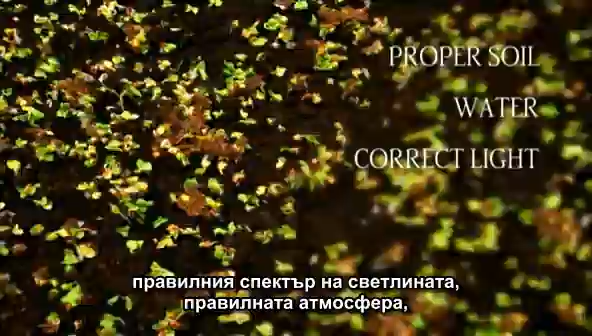 PROPER SOIL
WATER
CORRECT LIGHT
правилния спектър на светлината,
правилната атмосфера,